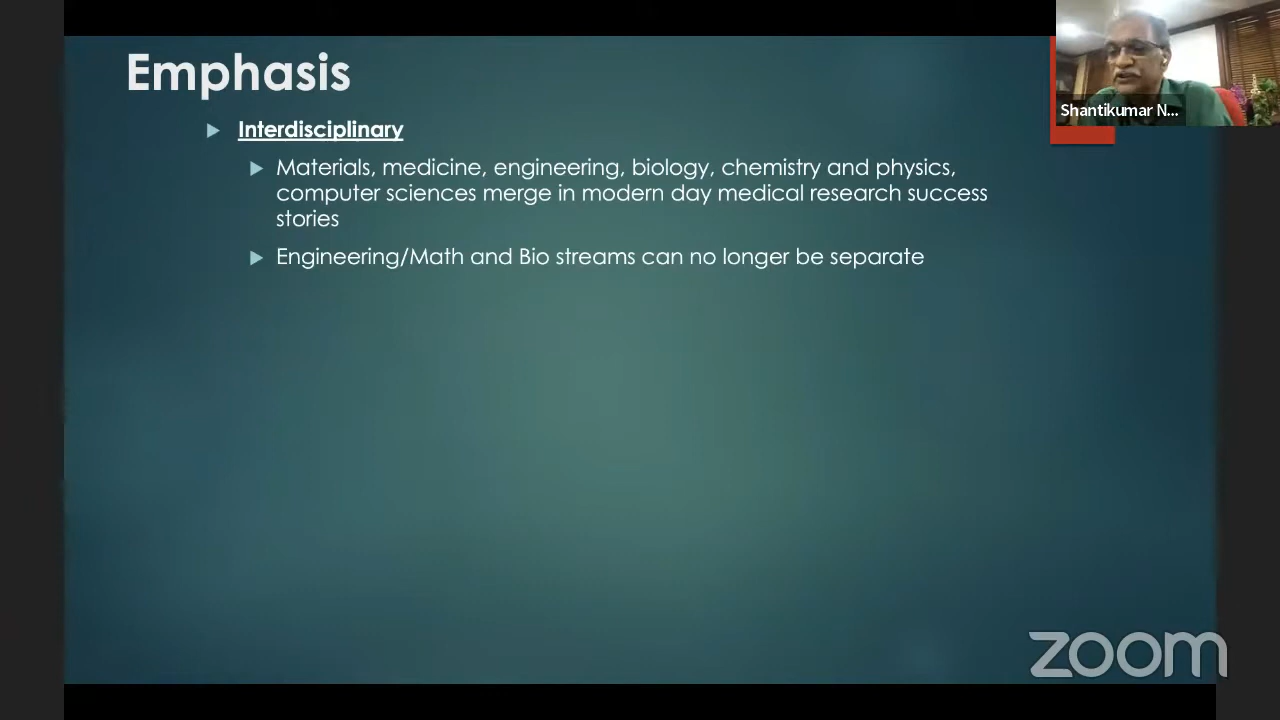 Emphasis
Interdisciplinary
Materials, medicine, engineering, biology, chemistry and physics,
computer sciences merge in modern day medical research success
stories
Engineering/Math and Bio streams can no longer be separate
Shantikumar N...
zoom